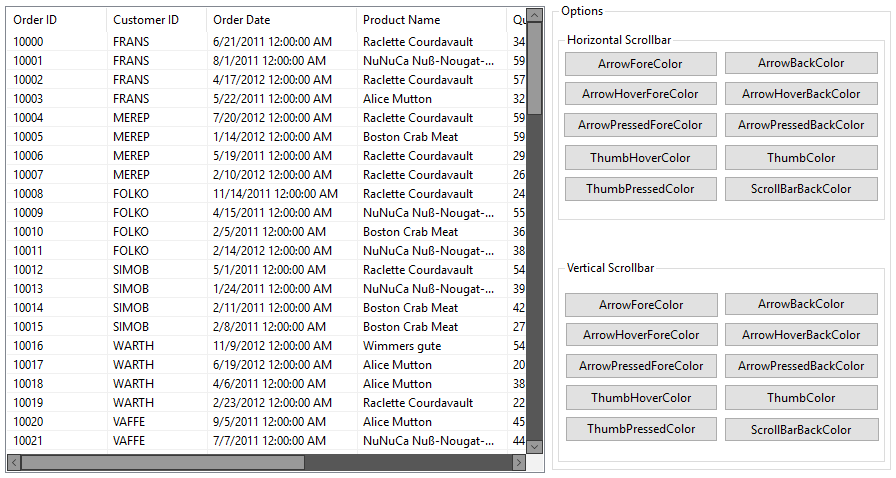 Order ID Customer ID Order Date Product Name Qu
10000 FRANS 6/21/2011 12:00:00 AM Raclette Courdavault 34
10001 FRANS 8/1/2011 12:00:00 AM NuNuCa Nuß-Nougat-... 59
10002 FRANS 4/17/2012 12:00:00 AM Raclette Courdavault 57
10003 FRANS 5/22/2011 12:00:00 AM Alice Mutton 32
10004 MEREP 7/20/2012 12:00:00 AM Raclette Courdavault 59
10005 MEREP 1/14/2012 12:00:00 AM Boston Crab Meat 59
10006 MEREP 5/19/2011 12:00:00 AM Raclette Courdavault 29
10007 MEREP 2/10/2012 12:00:00 AM Raclette Courdavault 26
10008 FOLKO 11/14/2011 12:00:00 AM Raclette Courdavault 24
10009 FOLKO 4/15/2011 12:00:00 AM NuNuCa Nuß-Nougat-... 55
10010 FOLKO 2/5/2011 12:00:00 AM Boston Crab Meat 36
10011 FOLKO 2/14/2012 12:00:00 AM NuNuCa Nuß-Nougat-... 38
10012 SIMOB 5/1/2011 12:00:00 AM Raclette Courdavault 54
10013 SIMOB 1/24/2011 12:00:00 AM NuNuCa Nuß-Nougat-... 39
10014 SIMOB 2/11/2011 12:00:00 AM Boston Crab Meat 42
10015 SIMOB 2/8/2011 12:00:00 AM Boston Crab Meat 27
10016 WARTH 11/9/2012 12:00:00 AM Wimmers gute 54
10017 WARTH 6/19/2012 12:00:00 AM Alice Mutton 20
10018 WARTH 4/6/2011 12:00:00 AM Alice Mutton 38
10019 WARTH 2/23/2012 12:00:00 AM Raclette Courdavault 22
10020 VAFFE 9/5/2011 12:00:00 AM Alice Mutton 45
10021 VAFFE 7/7/2011 12:00:00 AM NuNuCa Nuß-Nougat-... 44
Options
Horizontal Scrollbar
ArrowForeColor ArrowBackColor
ArrowHoverForeColor ArrowHoverBackColor
ArrowPressedForeColor ArrowPressedBackColor
ThumbHoverColor ThumbColor
ThumbPressedColor ScrollBarBackColor
Vertical Scrollbar
ArrowForeColor ArrowBackColor
ArrowHoverForeColor ArrowHoverBackColor
ArrowPressedForeColor ArrowPressedBackColor
ThumbHoverColor ThumbColor
ThumbPressedColor ScrollBarBackColor